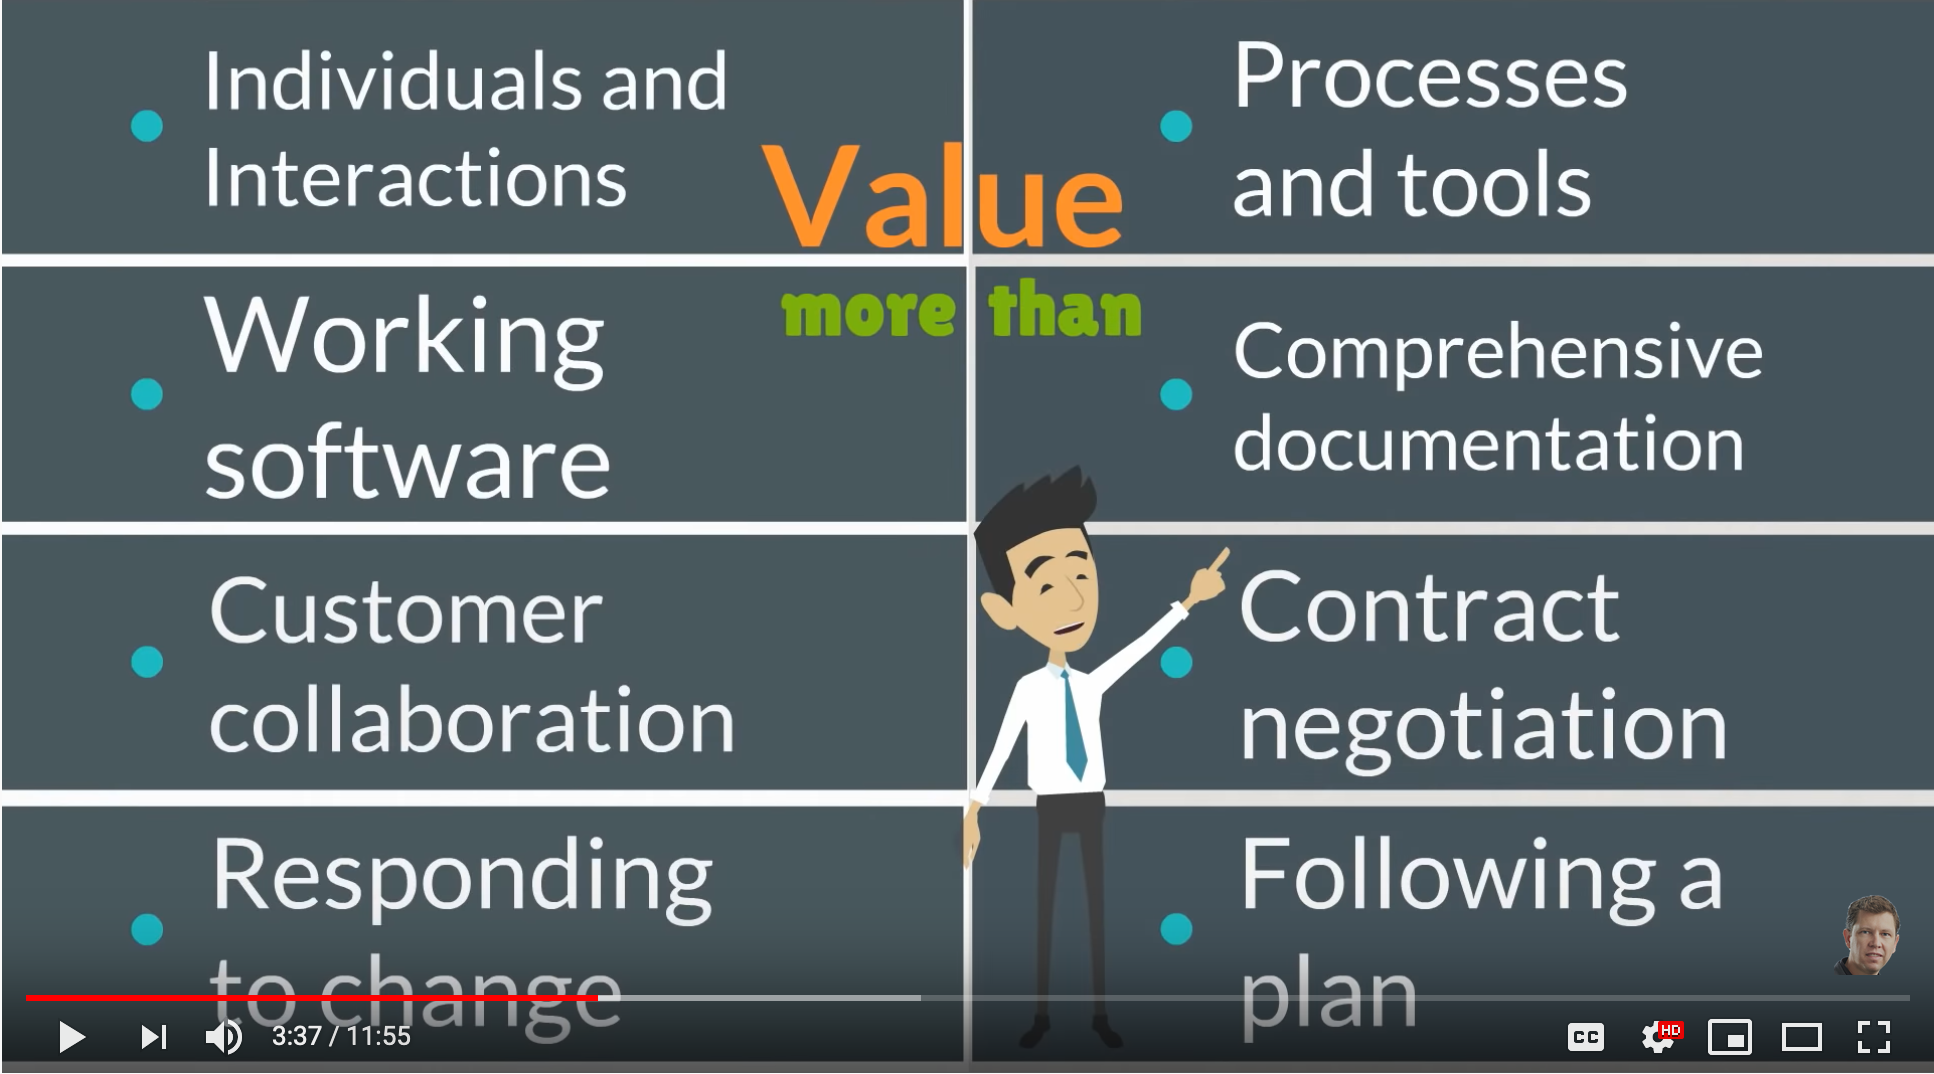 Individuals and
Interactions
Processes
and tools
Value
more than
Working
software
Comprehensive
documentation
Customer
collaboration
Contract
negotiation
Responding
to change
Following a
plan
3:37 / 11:55
CC
HD